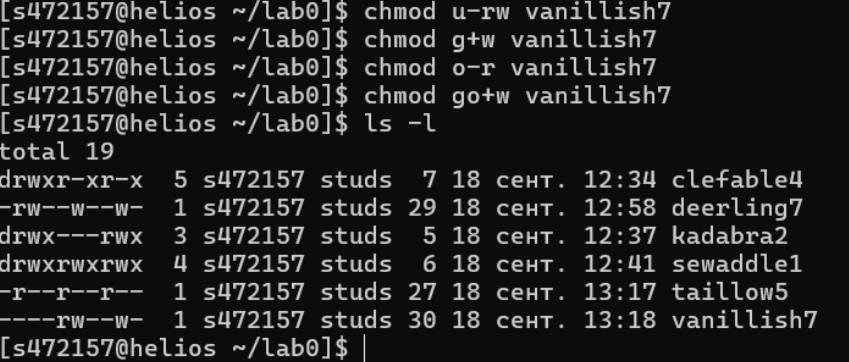 [s472157@helios ~/lab0]$ chmod u-rw vanillish7
[s472157@helios ~/lab0]$ chmod g+w vanillish7
[s472157@helios ~/lab0]$ chmod o-r vanillish7
[s472157@helios ~/lab0]$ chmod go+w vanillish7
[s472157@helios ~/lab0]$ ls -l
total 19
drwxr-xr-x  5 s472157 studs  7 18 сент. 12:34 clefable4
-rw--w--w-  1 s472157 studs 29 18 сент. 12:58 deerling7
drwx---rwx  3 s472157 studs  5 18 сент. 12:37 kadabra2
drwxrwxrwx  4 s472157 studs  6 18 сент. 12:41 sewaddle1
-r--r--r--  1 s472157 studs 27 18 сент. 13:17 taillow5
----rw--w-  1 s472157 studs 30 18 сент. 13:18 vanillish7
[s472157@helios ~/lab0]$